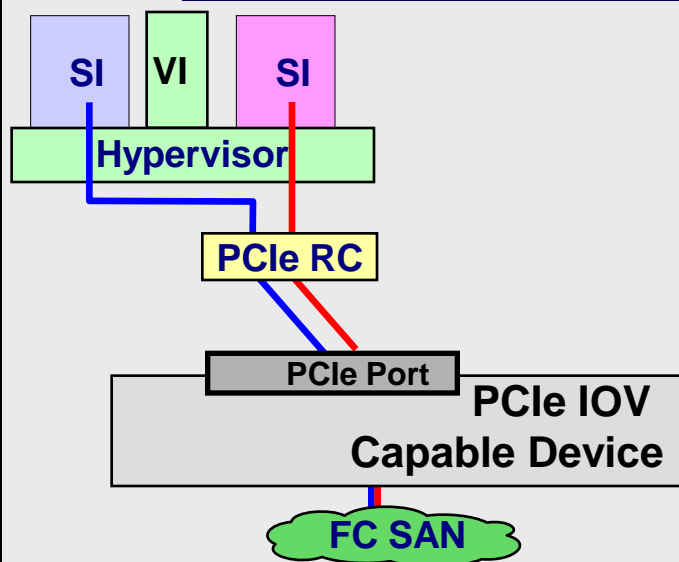 SI VI SI
Hypervisor
PCIe RC
PCIe Port
PCIe IOV
Capable Device
FC SAN